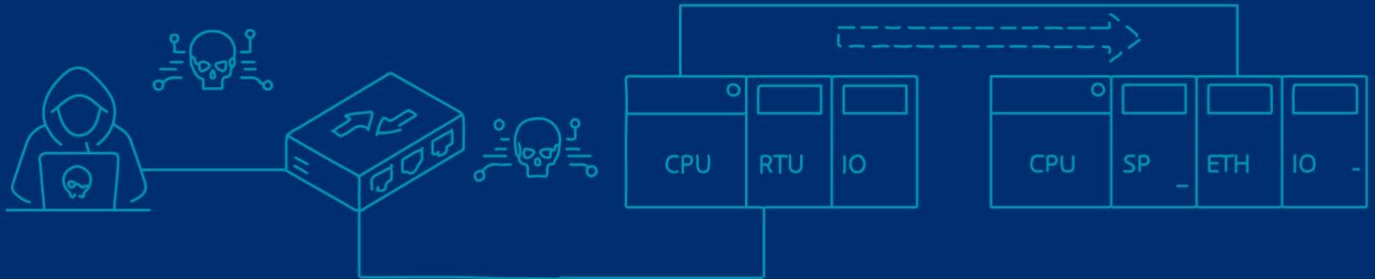 CPU RTU IO CPU SP _ ETH IO -